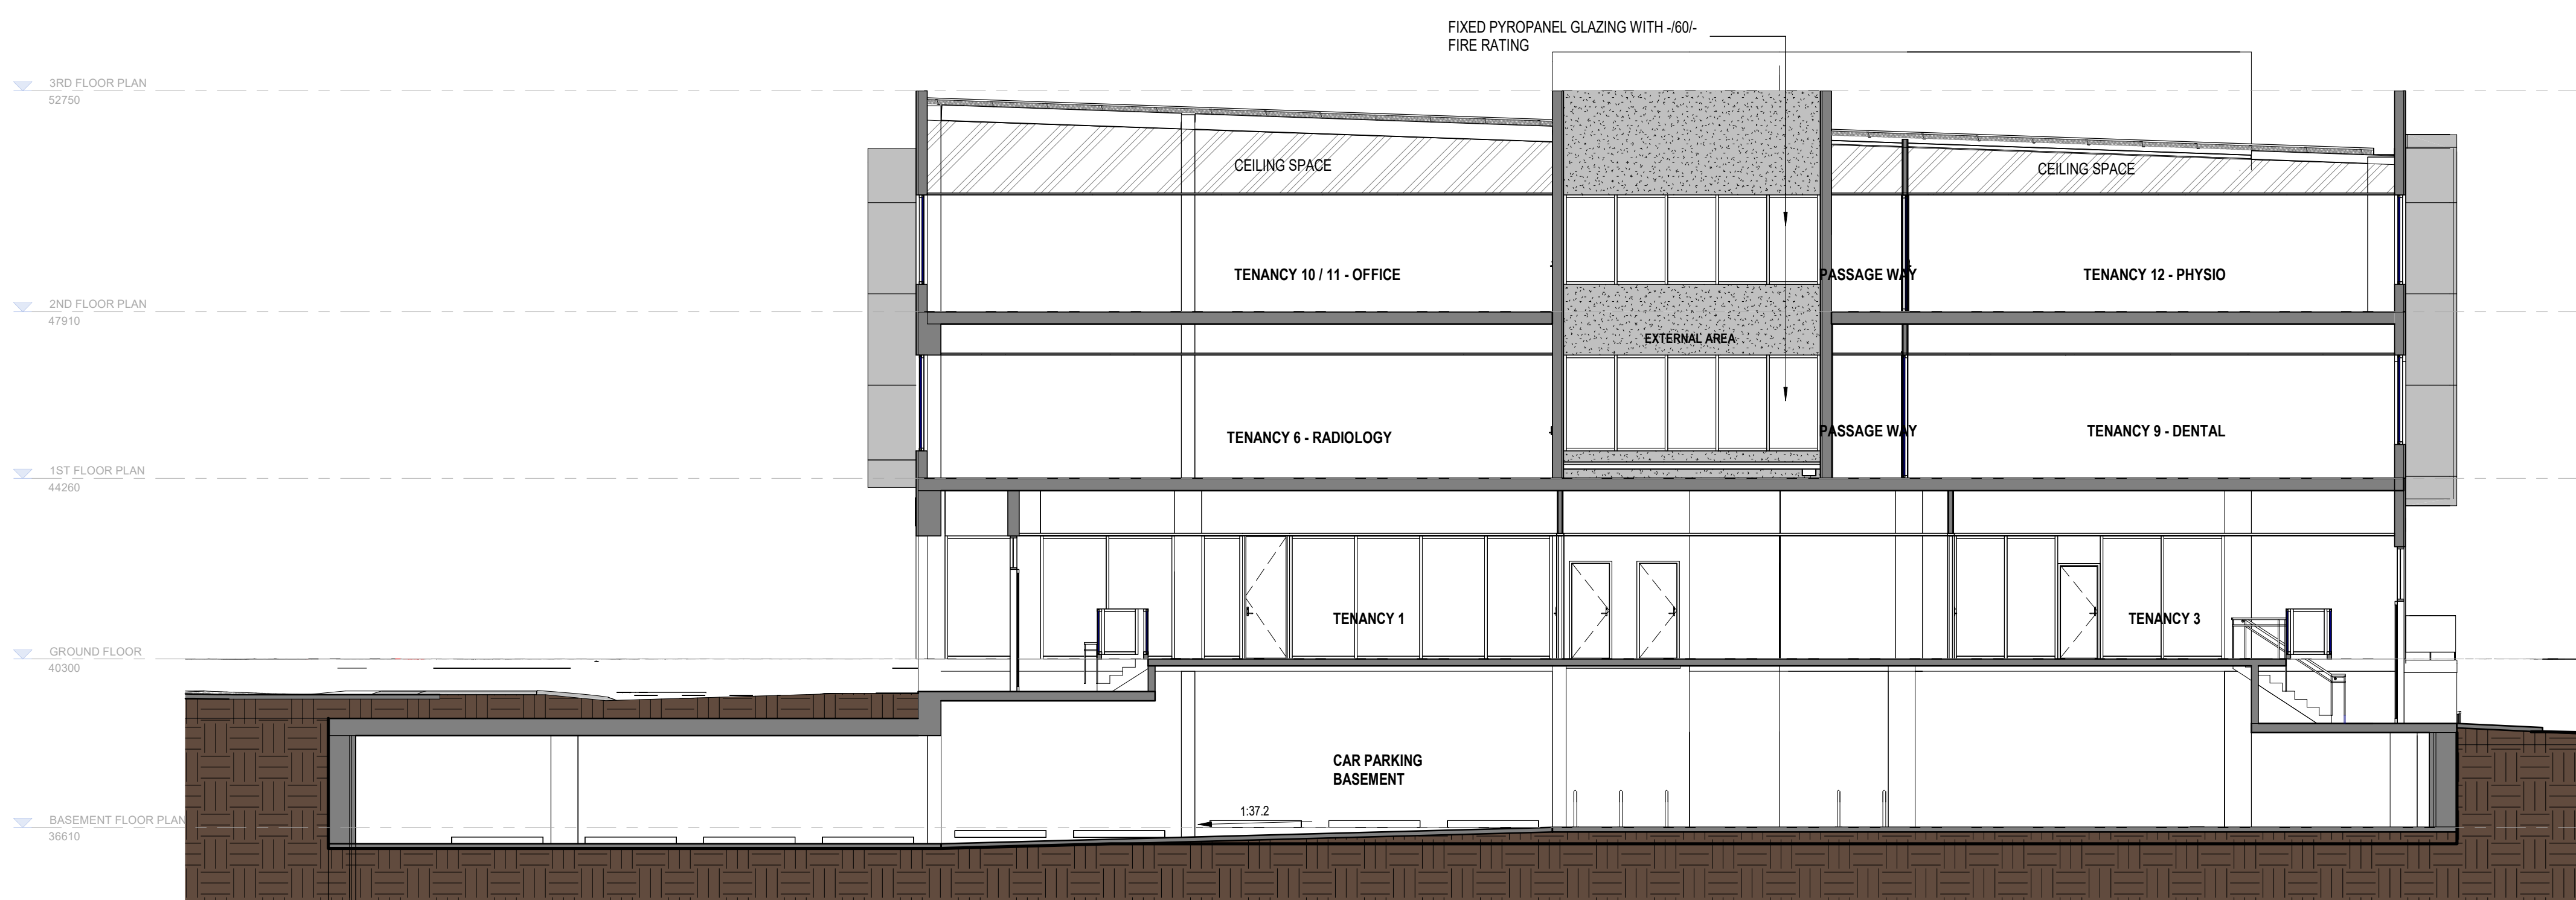 FIXED PYROPANEL GLAZING WITH -/60/-
FIRE RATING
3RD FLOOR PLAN
52750
CEILING SPACE
CEILING SPACE
TENANCY 10 / 11 - OFFICE
PASSAGE WAY
TENANCY 12 - PHYSIO
2ND FLOOR PLAN
47910
EXTERNAL AREA
TENANCY 6 - RADIOLOGY
PASSAGE WAY
TENANCY 9 - DENTAL
1ST FLOOR PLAN
44260
TENANCY 1
TENANCY 3
GROUND FLOOR
40300
CAR PARKING
BASEMENT
1:37.2
BASEMENT FLOOR PLAN
36610